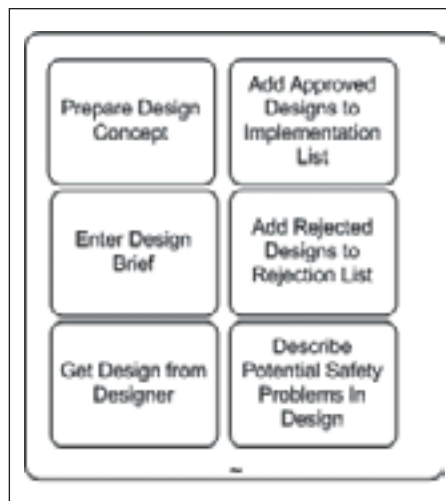 Prepare Design
Concept
Add Approved
Designs to
Implementation
List
Enter Design
Brief
Add Rejected
Designs to
Rejection List
Get Design from
Designer
Describe
Potential Safety
Problems In
Design
~